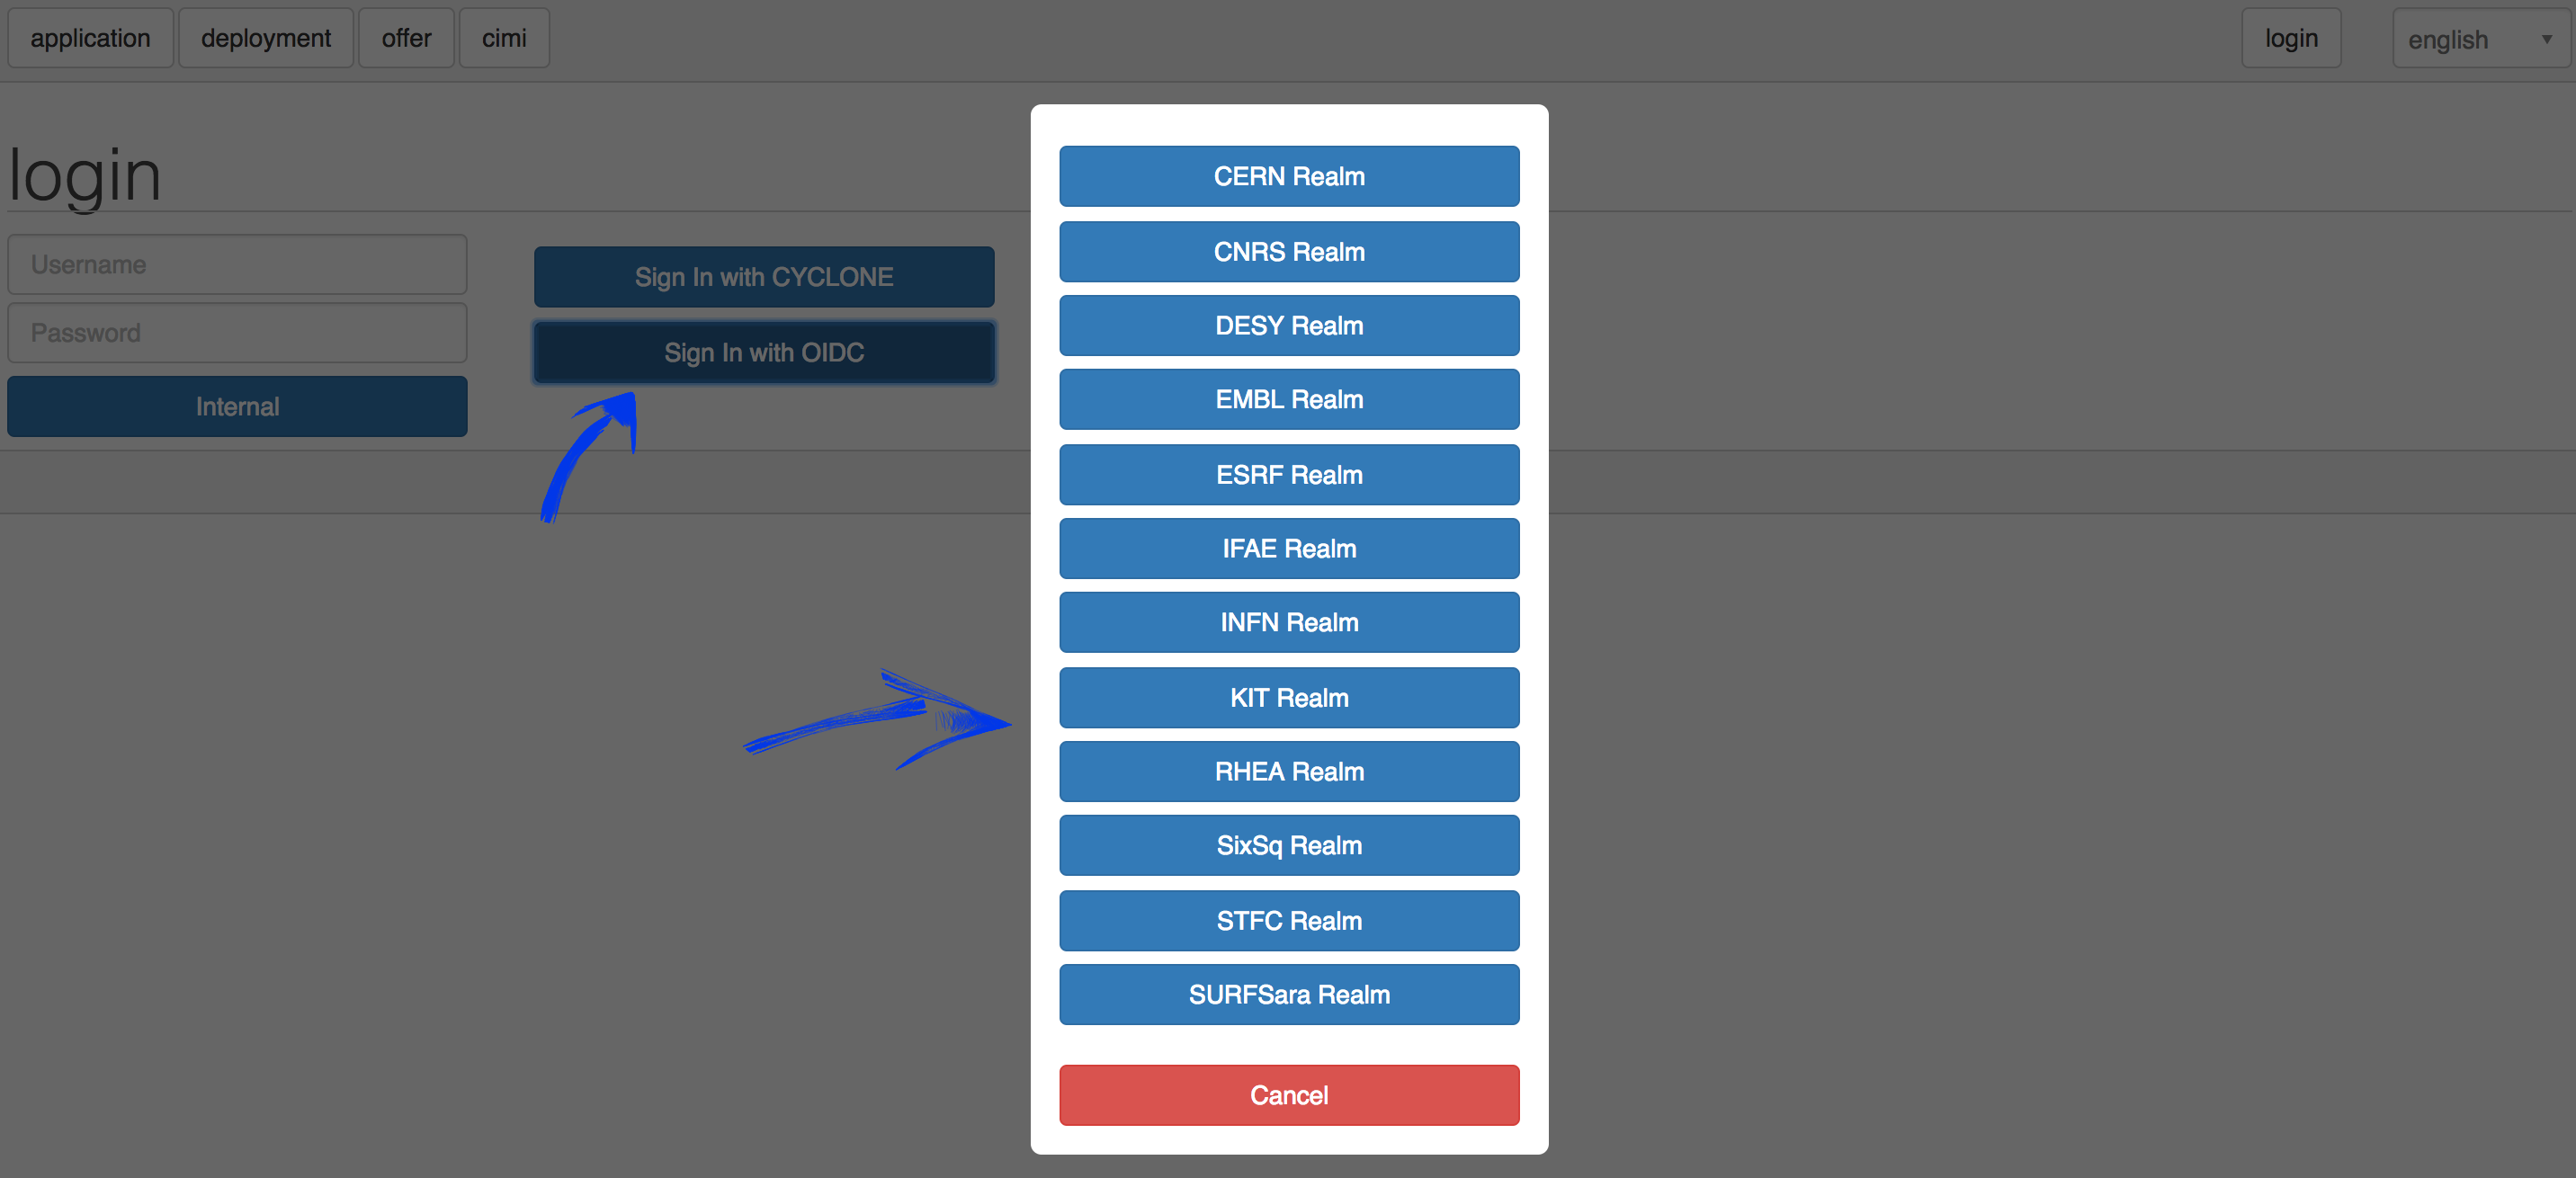 application deployment offer cimi login english
login
Username
Password
Internal
Sign In with CYCLONE
Sign In with OIDC
CERN Realm
CNRS Realm
DESY Realm
EMBL Realm
ESRF Realm
IFAE Realm
INFN Realm
KIT Realm
RHEA Realm
SixSq Realm
STFC Realm
SURFSara Realm
Cancel